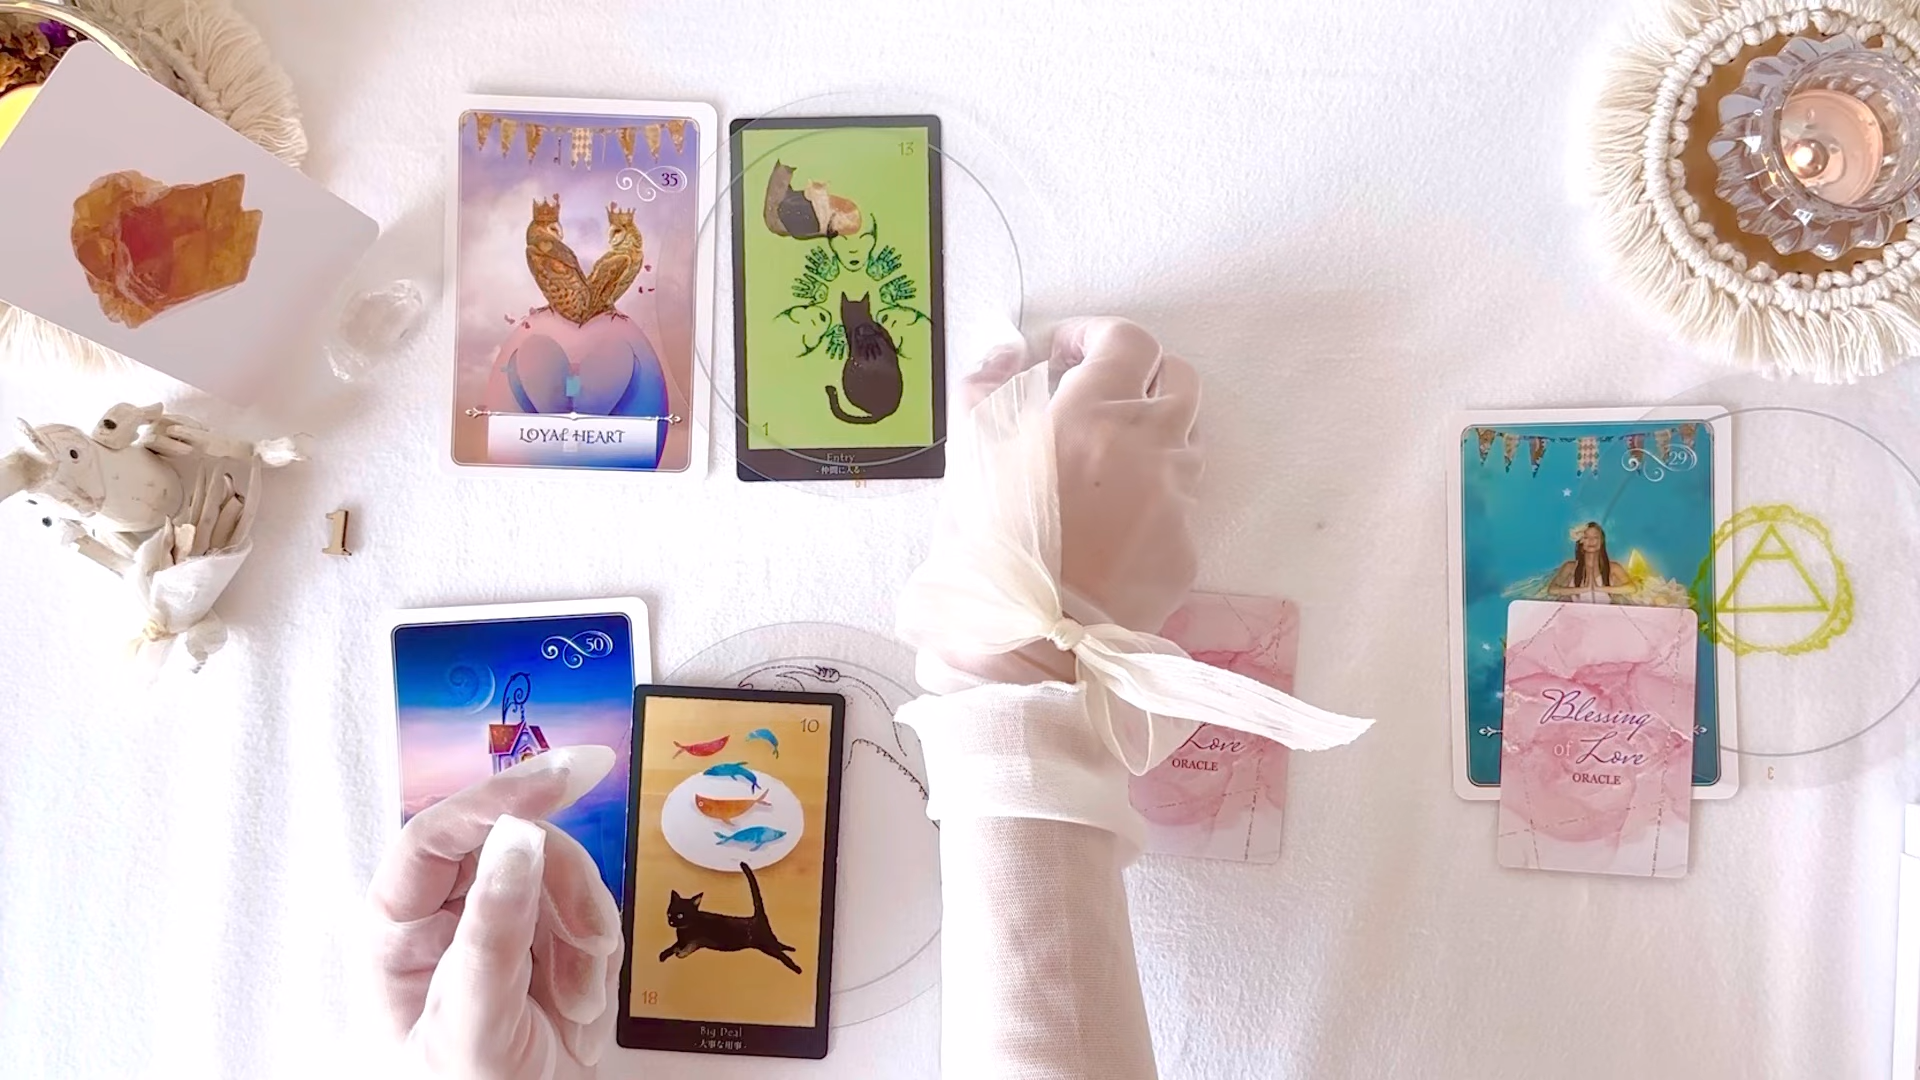 35
LOYAL HEART
13
1
Entry
-仲間に入る-
1
50
10
18
Big Deal
-大事な用事-
Love
ORACLE
29
Blessing
of Love
ORACLE
3